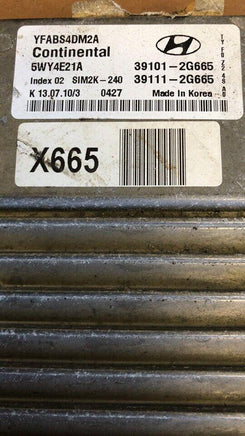 YFABS4DM2A
Continental
5WY4E21A 39101-2G665
Index 02 SIM2K-240 39111-2G665
K 13.07.10/3 0427 Made In Korea
X665